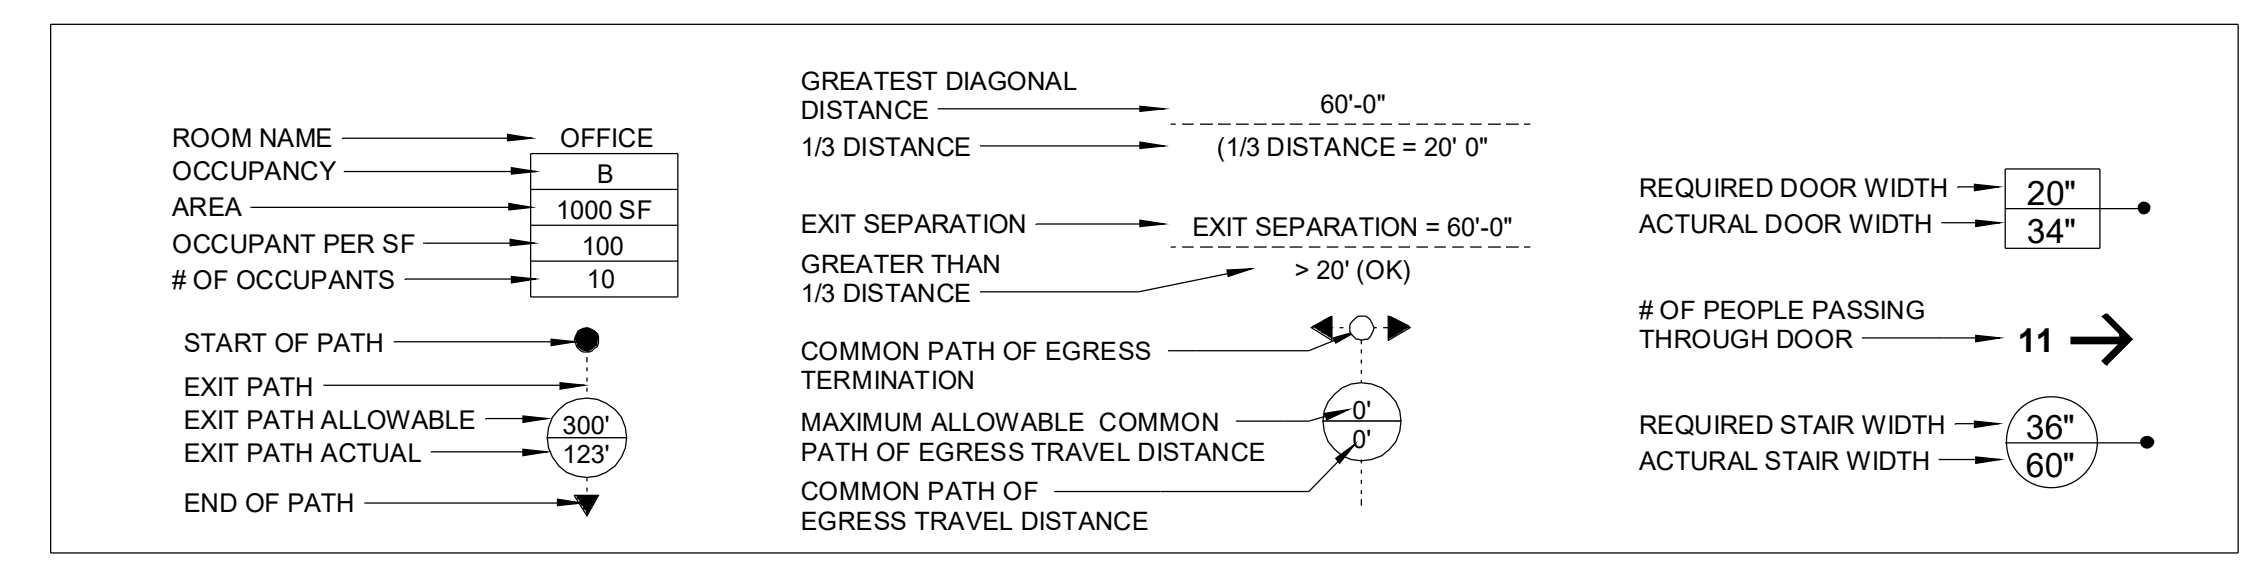 ROOM NAME
OFFICE
OCCUPANCY
B
AREA
1000 SF
OCCUPANT PER SF
100
# OF OCCUPANTS
10
START OF PATH
EXIT PATH
EXIT PATH ALLOWABLE
300'
EXIT PATH ACTUAL
123'
END OF PATH
GREATEST DIAGONAL
DISTANCE
60'-0"
1/3 DISTANCE
(1/3 DISTANCE = 20' 0"
EXIT SEPARATION
EXIT SEPARATION = 60'-0"
GREATER THAN
1/3 DISTANCE
> 20' (OK)
COMMON PATH OF EGRESS
TERMINATION
MAXIMUM ALLOWABLE COMMON
PATH OF EGRESS TRAVEL DISTANCE
0'
0'
COMMON PATH OF
EGRESS TRAVEL DISTANCE
REQUIRED DOOR WIDTH
20"
ACTURAL DOOR WIDTH
34"
# OF PEOPLE PASSING
THROUGH DOOR
11
REQUIRED STAIR WIDTH
36"
ACTURAL STAIR WIDTH
60"